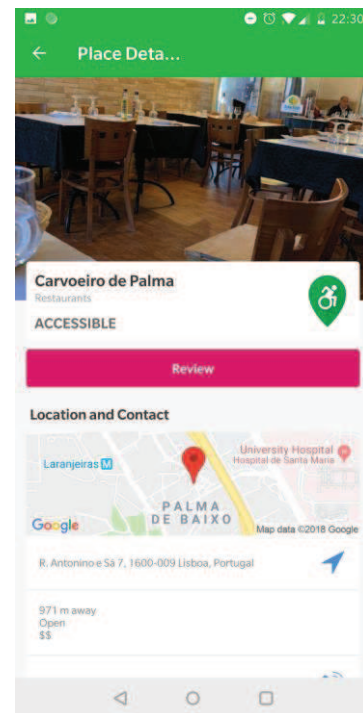 22:30
Place Deta...
Carvoeiro de Palma
Restaurants
ACCESSIBLE
Review
Location and Contact
Laranjeiras M
University Hospital
Hospital de Santa Maria
PALMA
DE BAIXO
Google
Map data ©2018 Google
R. Antonino e Sá 7, 1600-009 Lisboa, Portugal
971 m away
Open
$$